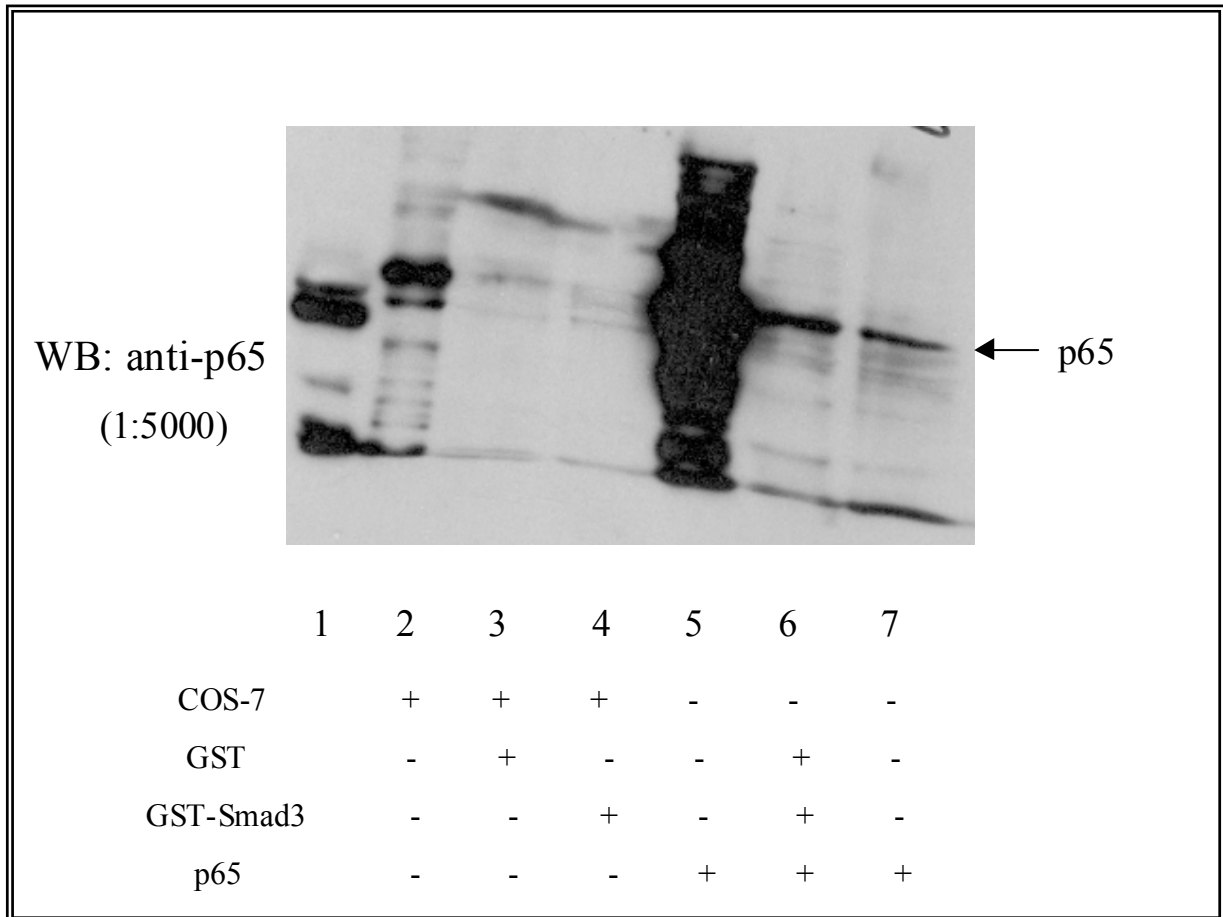 WB: anti-p65
(1:5000)
p65
1 2 3 4 5 6 7
COS-7 + + + - - - -
GST - + - - + -
GST-Smad3 - - + - + -
p65 - - - + + +